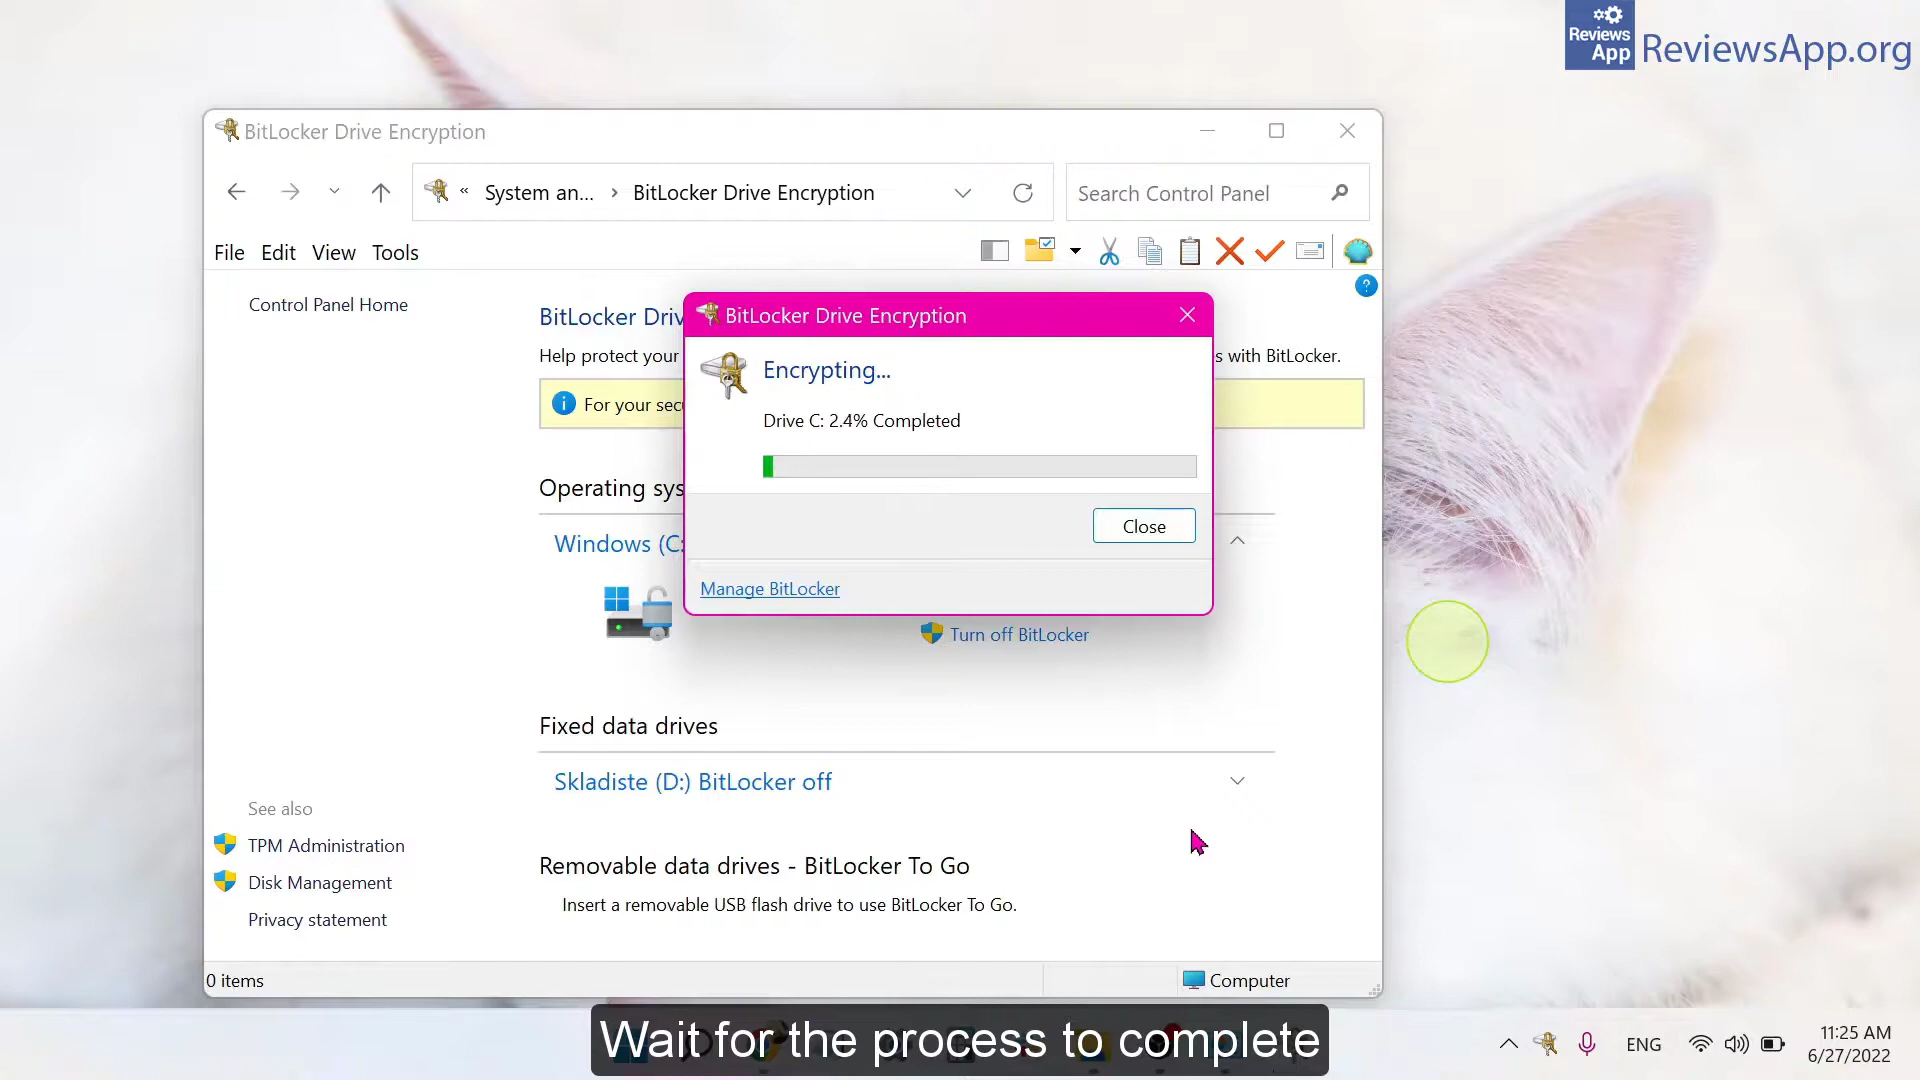 Reviews
App
ReviewsApp.org
BitLocker Drive Encryption
« System an... › BitLocker Drive Encryption
Search Control Panel
File Edit View Tools
Control Panel Home
BitLocker Driv
Help protect your
s with BitLocker.
For your sec
BitLocker Drive Encryption
Encrypting...
Drive C: 2.4% Completed
Close
Manage BitLocker
Operating sys
Windows (C:
Turn off BitLocker
Fixed data drives
Skladiste (D:) BitLocker off
Removable data drives - BitLocker To Go
Insert a removable USB flash drive to use BitLocker To Go.
See also
TPM Administration
Disk Management
Privacy statement
0 items
Computer
Wait for the process to complete
ENG
11:25 AM
6/27/2022